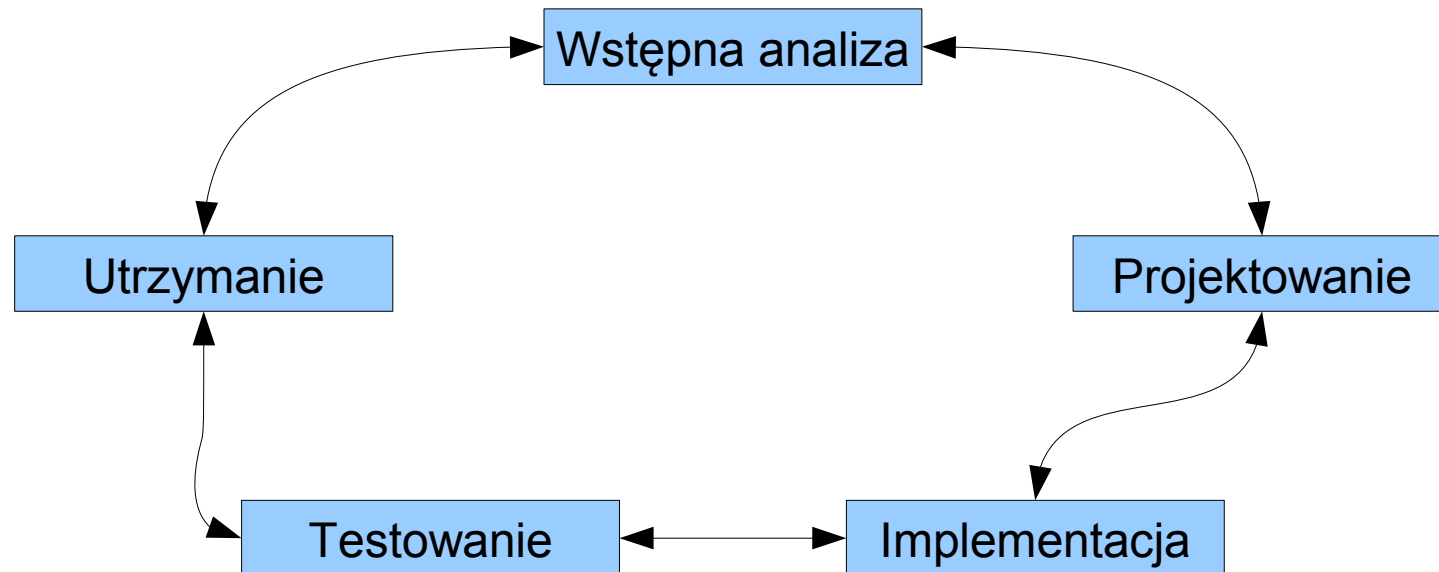 Wstępna analiza
Utrzymanie
Projektowanie
Testowanie
Implementacja